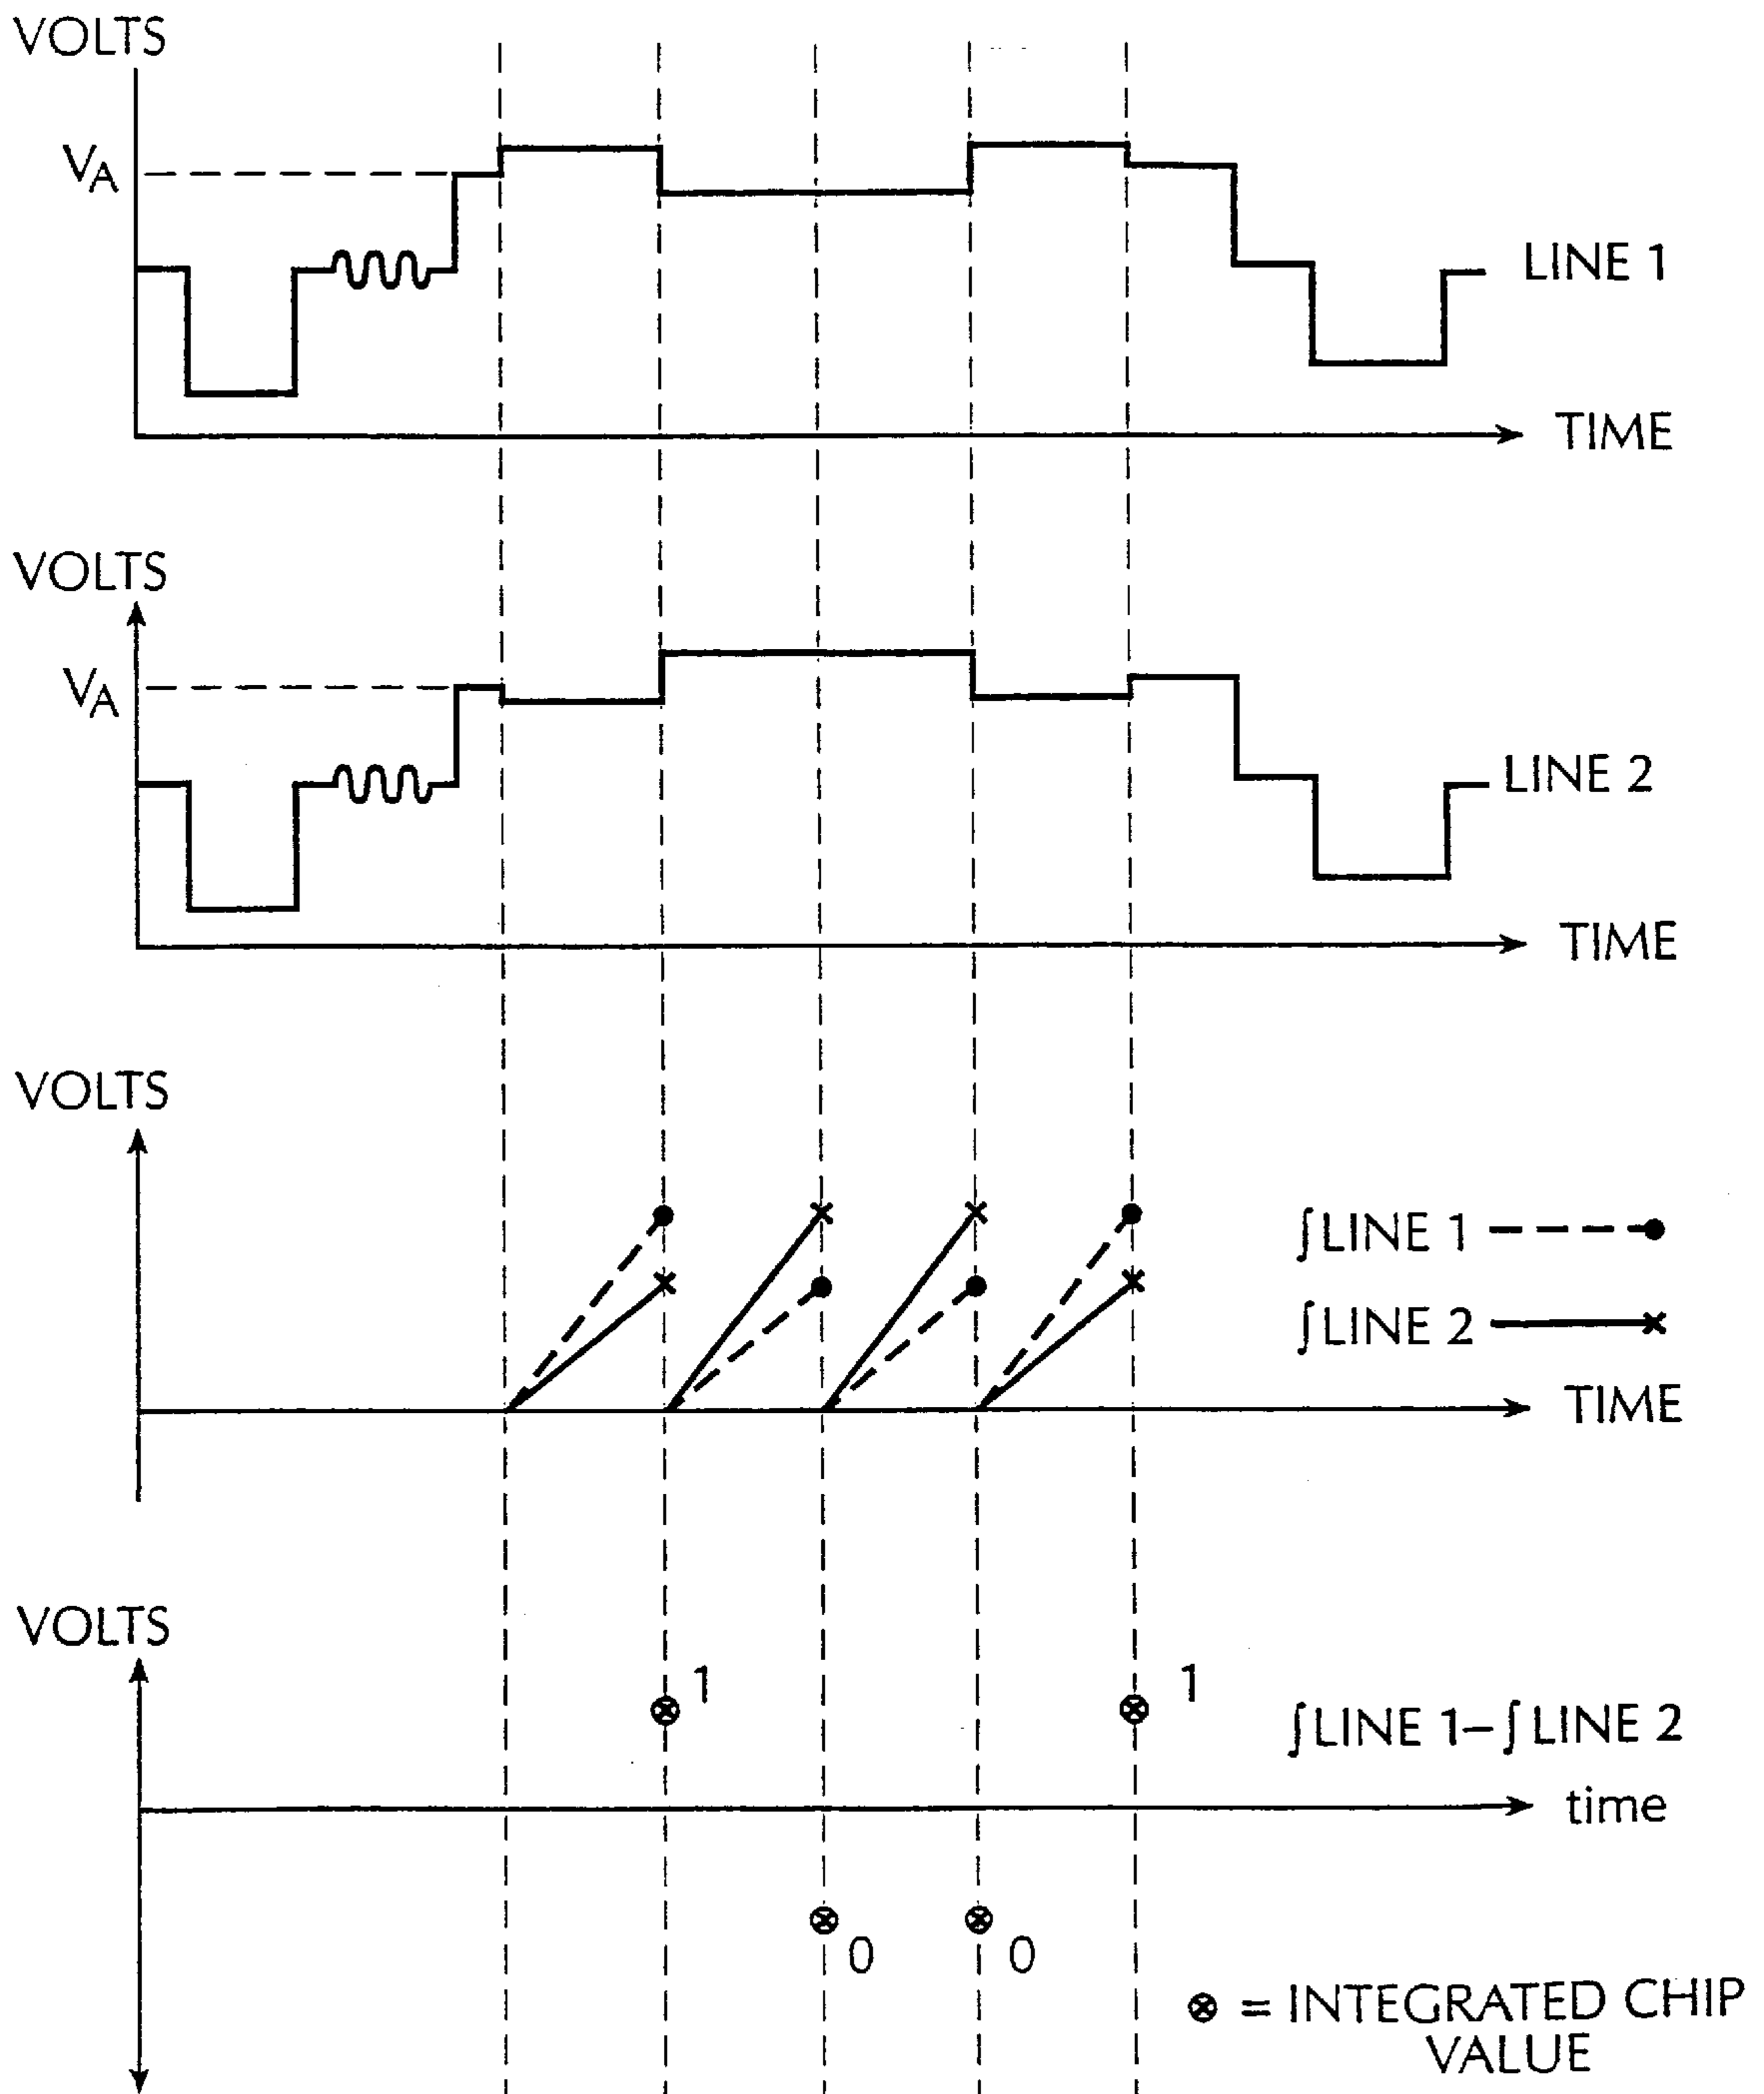 VOLTS
VA
LINE 1
TIME
VOLTS
VA
LINE 2
TIME
VOLTS
∫LINE 1
∫LINE 2
TIME
VOLTS
1
1
∫LINE 1–∫LINE 2
time
0
0
⊗ = INTEGRATED CHIP
VALUE